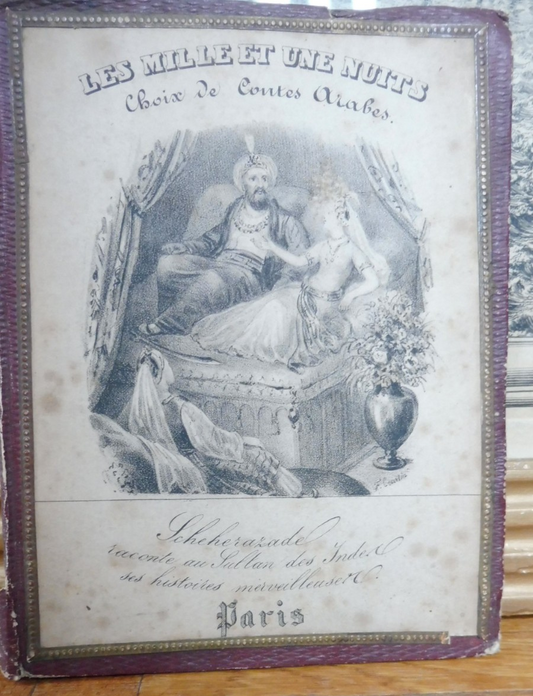 LES MILLE ET UNE NUITS
Choix de Contes Arabes.
Scheherazade
raconte au Sultan des Indes
ses histoires merveilleuses.
Paris